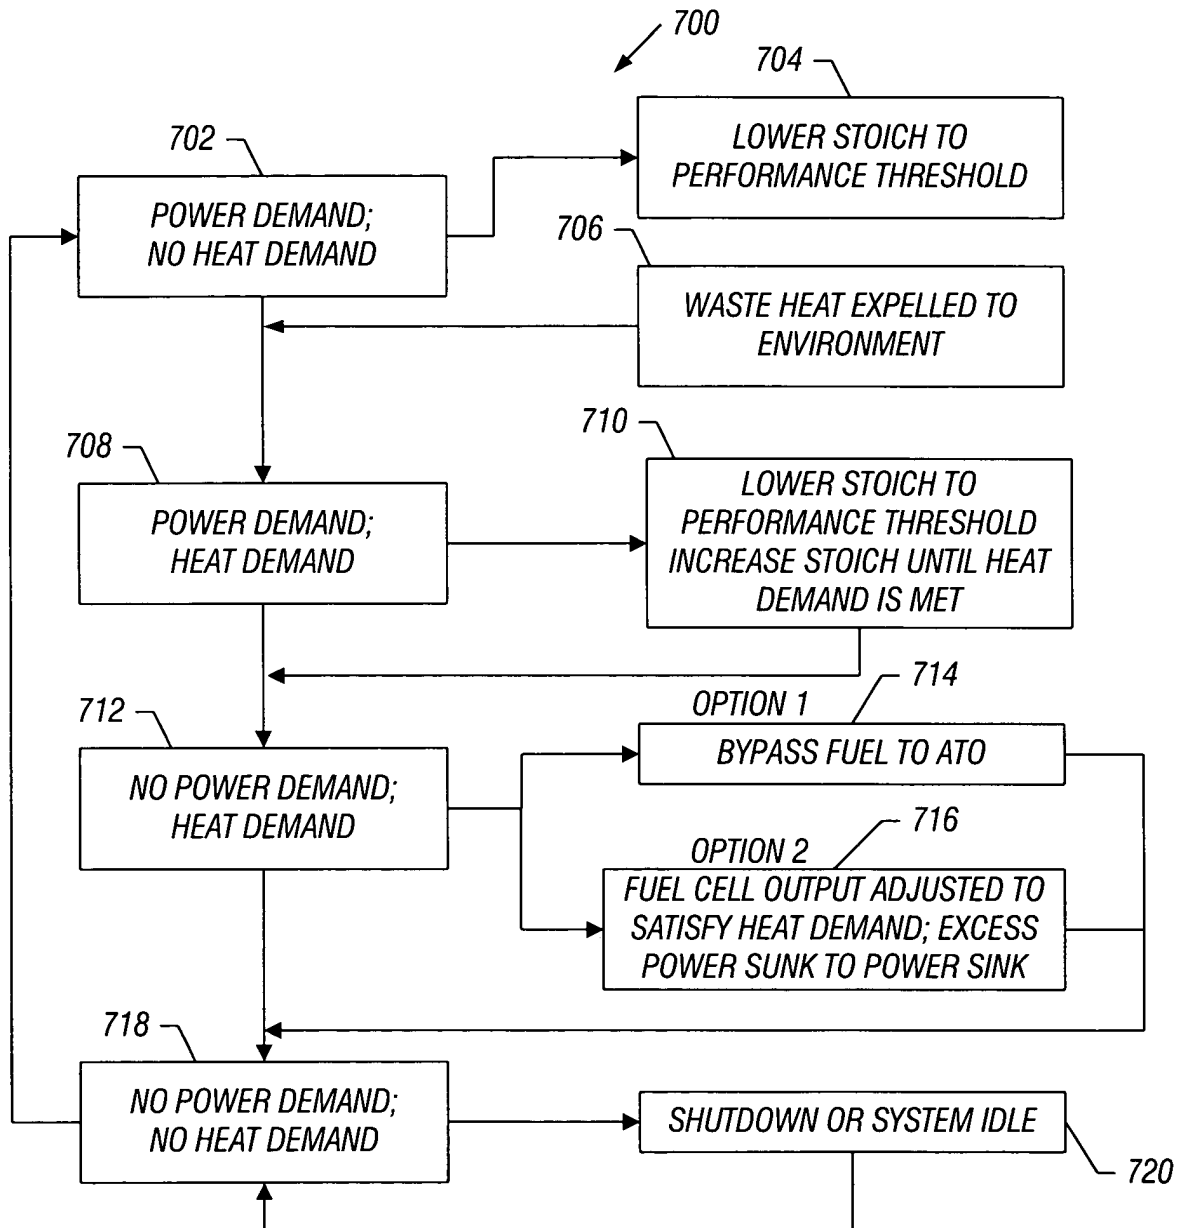 700
704
LOWER STOICH TO
PERFORMANCE THRESHOLD
702
POWER DEMAND;
NO HEAT DEMAND
706
WASTE HEAT EXPELLED TO
ENVIRONMENT
708
POWER DEMAND;
HEAT DEMAND
710
LOWER STOICH TO
PERFORMANCE THRESHOLD
INCREASE STOICH UNTIL HEAT
DEMAND IS MET
712
NO POWER DEMAND;
HEAT DEMAND
OPTION 1
714
BYPASS FUEL TO ATO
OPTION 2
716
FUEL CELL OUTPUT ADJUSTED TO
SATISFY HEAT DEMAND; EXCESS
POWER SUNK TO POWER SINK
718
NO POWER DEMAND;
NO HEAT DEMAND
SHUTDOWN OR SYSTEM IDLE
720